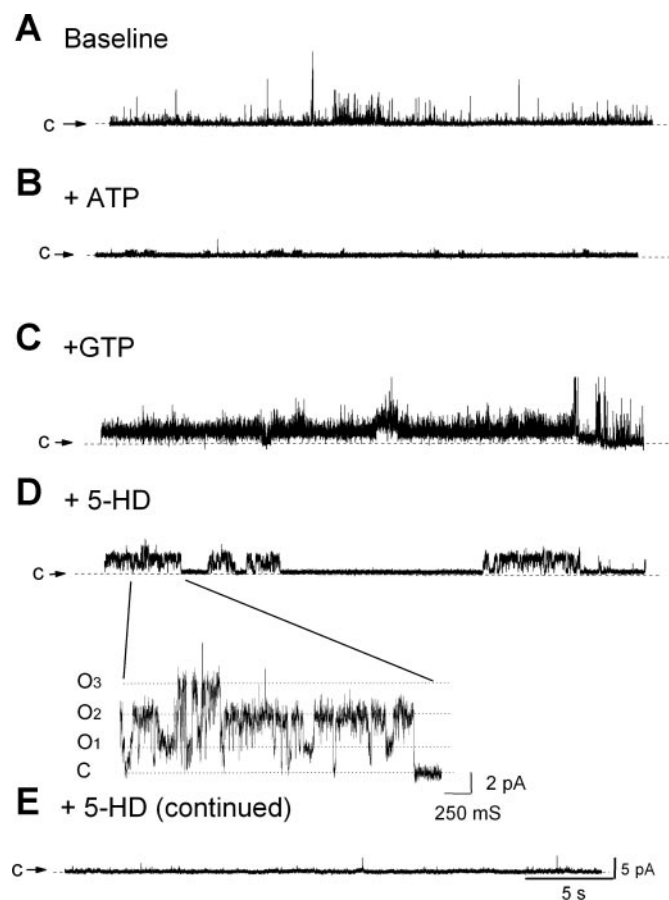 A Baseline
C
B + ATP
C
C +GTP
C
D + 5-HD
C
O3
O2
O1
C
2 pA
250 mS
E + 5-HD (continued)
C
5 pA
5 s